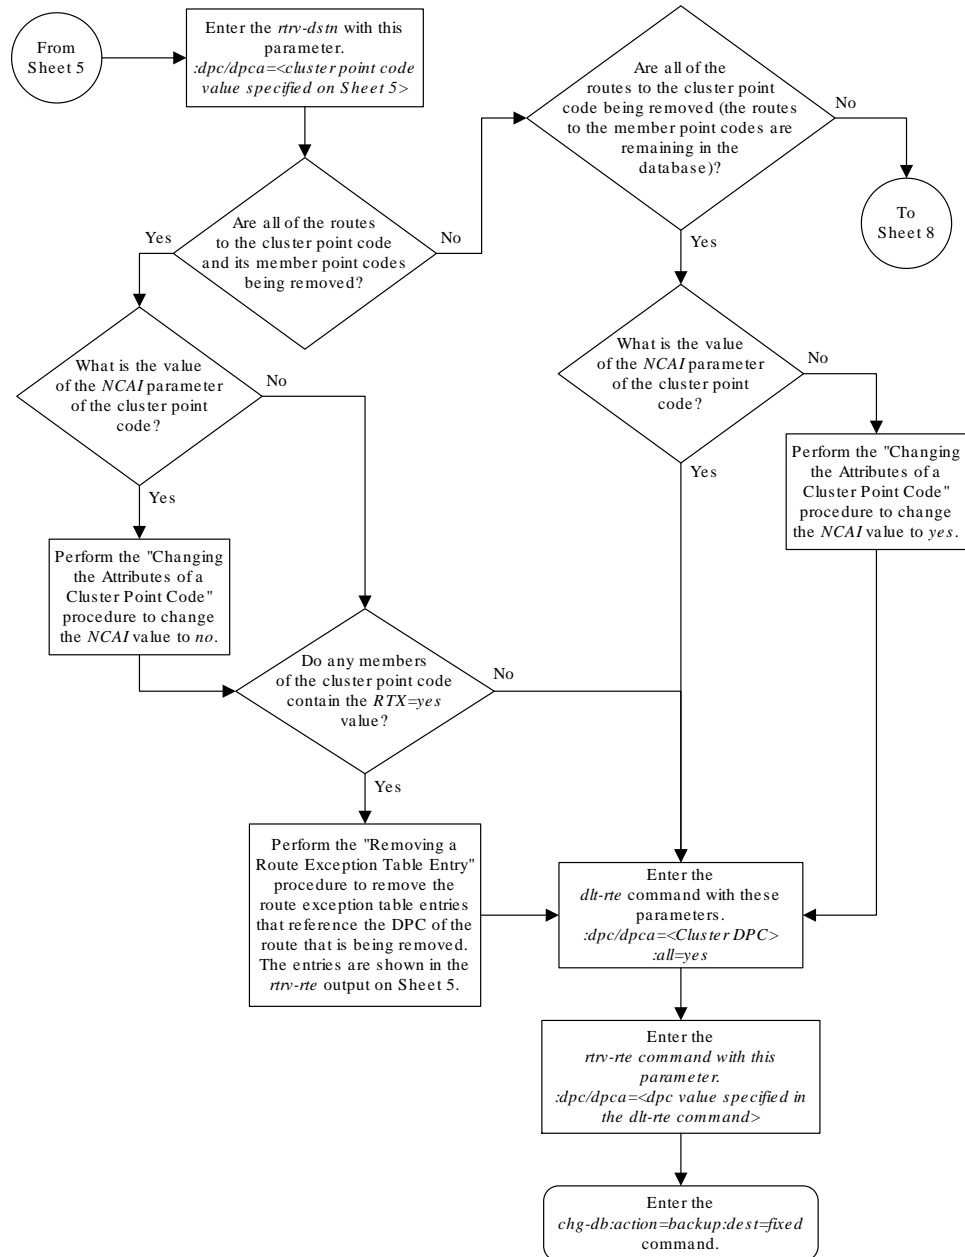 From
Sheet 5
Enter the rtrv-dstn with this
parameter.
:dpc/dpca=<cluster point code
value specified on Sheet 5>
Are all of the routes
to the cluster point code
and its member point codes
being removed?
Yes
No
Are all of the
routes to the cluster point
code being removed (the routes
to the member point codes are
remaining in the
database)?
No
To
Sheet 8
Yes
What is the value
of the NCAI parameter
of the cluster point
code?
No
Yes
Perform the "Changing
the Attributes of a
Cluster Point Code"
procedure to change
the NCAI value to no.
What is the value
of the NCAI parameter
of the cluster point
code?
No
Yes
Perform the "Changing
the Attributes of a
Cluster Point Code"
procedure to change
the NCAI value to yes.
Do any members
of the cluster point code
contain the RTX=yes
value?
No
Yes
Perform the "Removing a
Route Exception Table Entry"
procedure to remove the
route exception table entries
that reference the DPC of the
route that is being removed.
The entries are shown in the
rtrv-rte output on Sheet 5.
Enter the
dlt-rte command with these
parameters.
:dpc/dpca=<Cluster DPC>
:all=yes
Enter the
rtrv-rte command with this
parameter.
:dpc/dpca=<dpc value specified in
the dlt-rte command>
Enter the
chg-db:action=backup:dest=fixed
command.